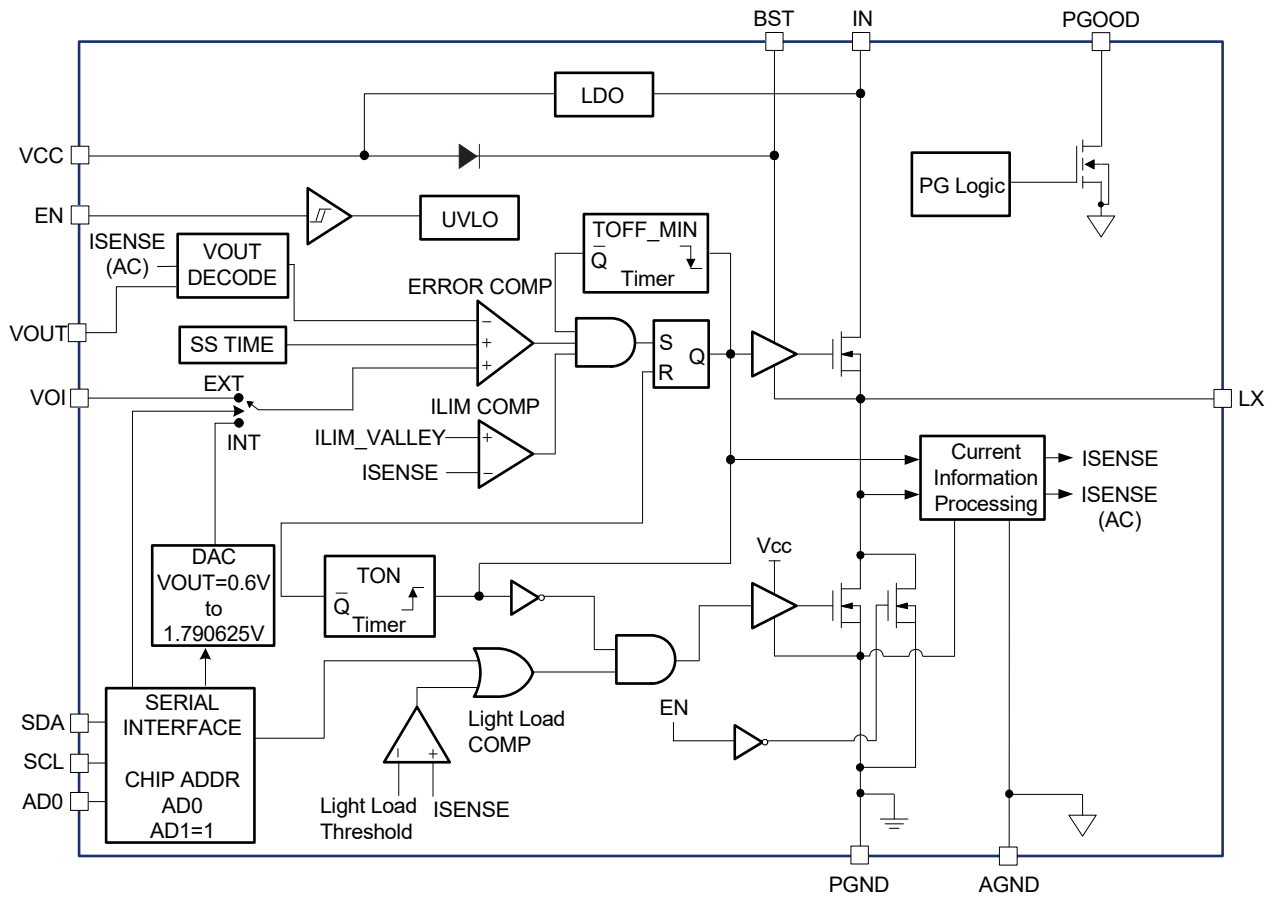 BST
IN
PGOOD
LDO
VCC
PG Logic
EN
UVLO
ISENSE
(AC)
VOUT
DECODE
TOFF_MIN
Q
Timer
ERROR COMP
VOUT
SS TIME
−
+
+
S
Q
R
VOI
EXT
INT
LX
ILIM COMP
ILIM_VALLEY
+
ISENSE
−
Current
Information
Processing
ISENSE
ISENSE
(AC)
DAC
VOUT=0.6V
to
1.790625V
TON
Q
Timer
Vcc
SDA
SCL
AD0
SERIAL
INTERFACE
CHIP ADDR
AD0
AD1=1
Light Load
COMP
−
+
Light Load
Threshold
ISENSE
EN
PGND
AGND